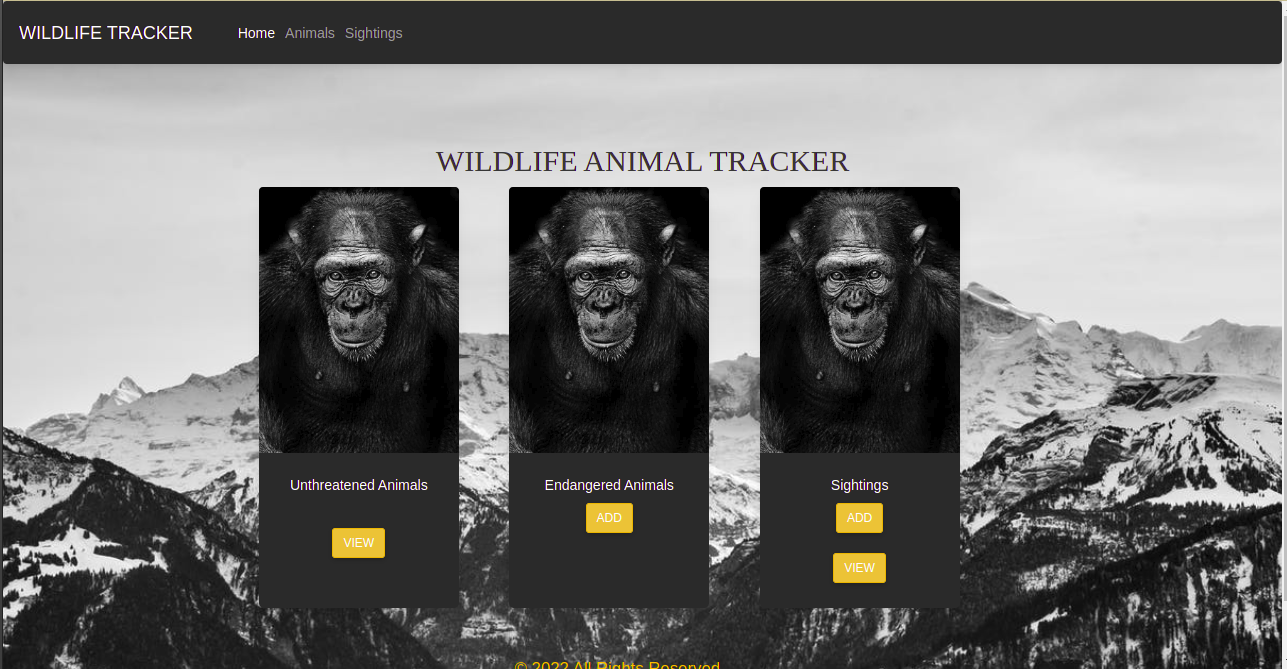 WILDLIFE TRACKER Home Animals Sightings
WILDLIFE ANIMAL TRACKER
Unthreatened Animals
VIEW
Endangered Animals
ADD
Sightings
ADD
VIEW
© 2022 All Rights Reserved